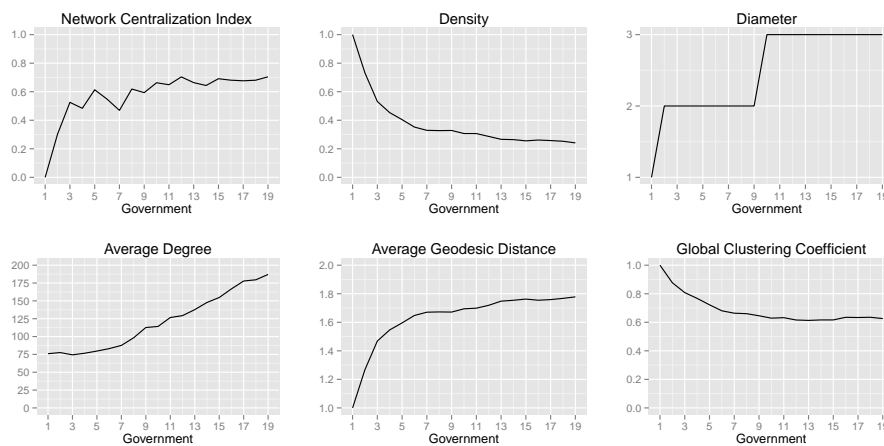 Network Centralization Index
1.0
0.8
0.6
0.4
0.2
0.0
1 3 5 7 9 11 13 15 17 19
Government
Density
1.0
0.8
0.6
0.4
0.2
0.0
1 3 5 7 9 11 13 15 17 19
Government
Diameter
3
2
1
1 3 5 7 9 11 13 15 17 19
Government
Average Degree
200
175
150
125
100
75
50
25
0
1 3 5 7 9 11 13 15 17 19
Government
Average Geodesic Distance
2.0
1.8
1.6
1.4
1.2
1.0
1 3 5 7 9 11 13 15 17 19
Government
Global Clustering Coefficient
1.0
0.8
0.6
0.4
0.2
0.0
1 3 5 7 9 11 13 15 17 19
Government